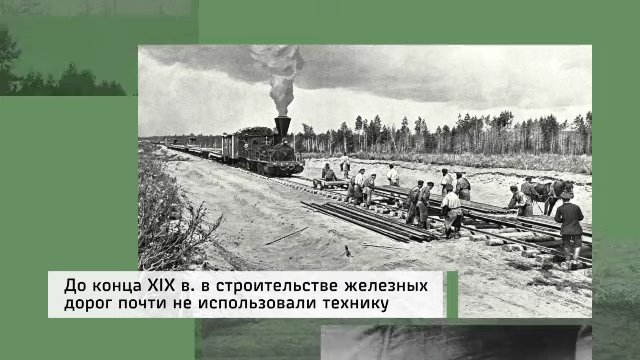 До конца XIX в. в строительстве железных
дорог почти не использовали технику